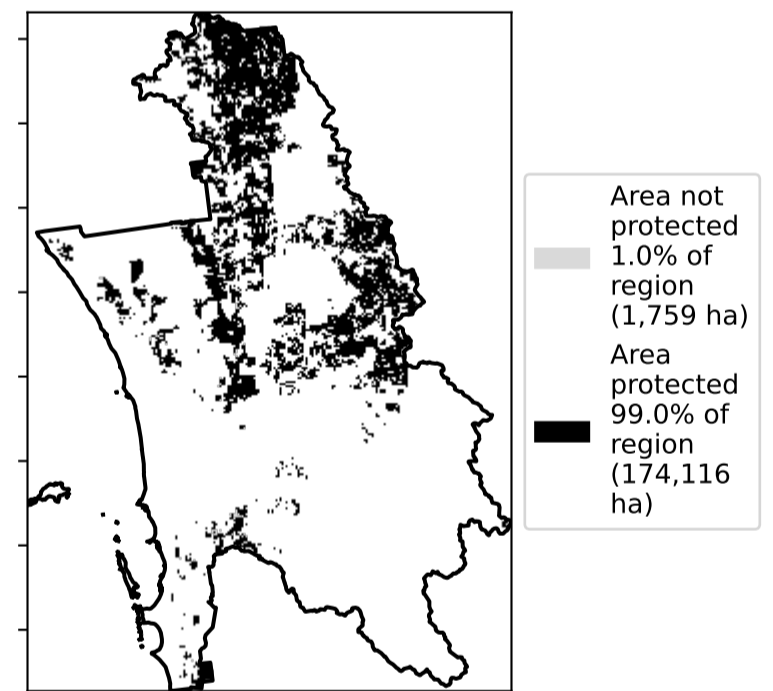 Area not
protected
1.0% of
region
(1,759 ha)
Area
protected
99.0% of
region
(174,116
ha)